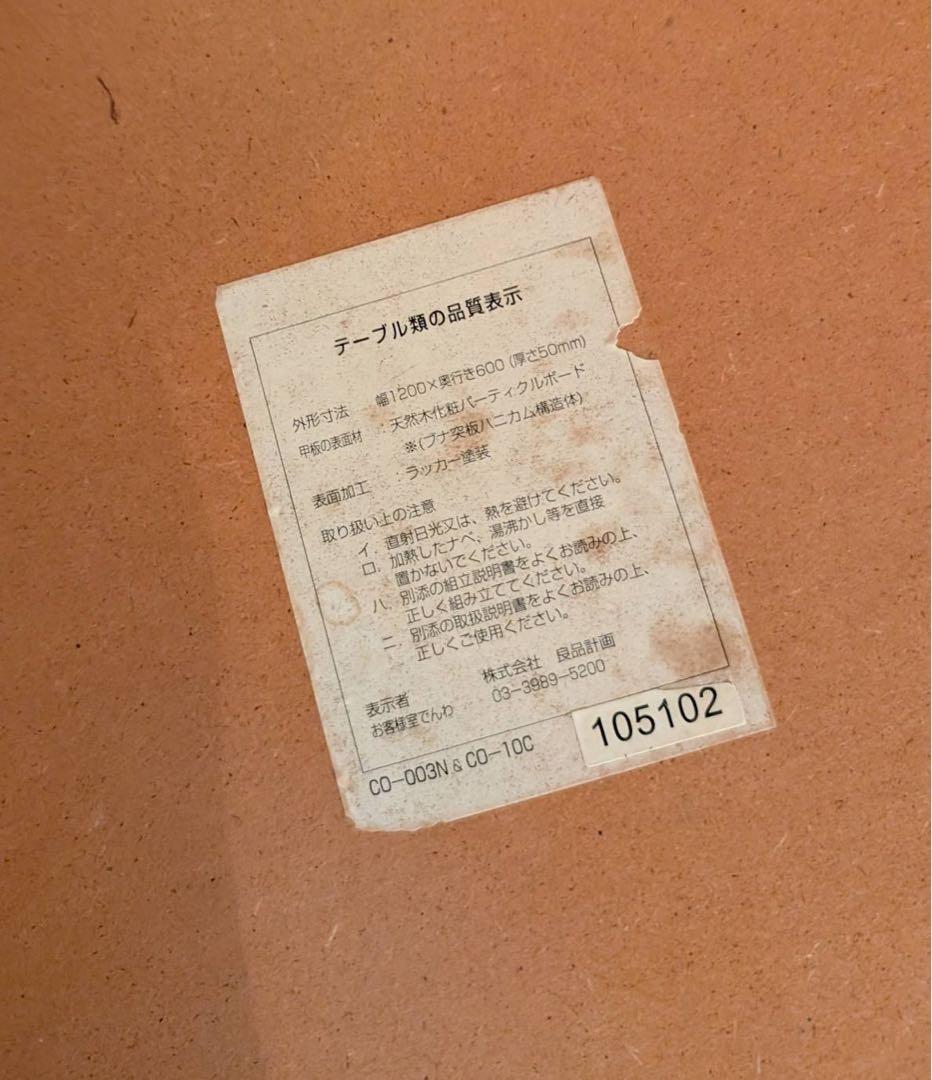 テーブル類の品質表示
外形寸法 幅1200×奥行き600(厚さ50mm)
甲板の表面材 天然木化粧パーティクルボード
※(ブナ突板ハニカム構造体)
表面加工 ラッカー塗装
取り扱い上の注意
イ. 直射日光又は、熱を避けてください。
ロ. 加熱したナベ、湯沸かし等を直接
置かないでください。
ハ. 別添の組立説明書をよくお読みの上、
正しく組み立ててください。
ニ. 別添の取扱説明書をよくお読みの上、
正しくご使用ください。
表示者 株式会社 良品計画
お客様室でんわ 03-3989-5200
CO-003N & CO-10C
105102